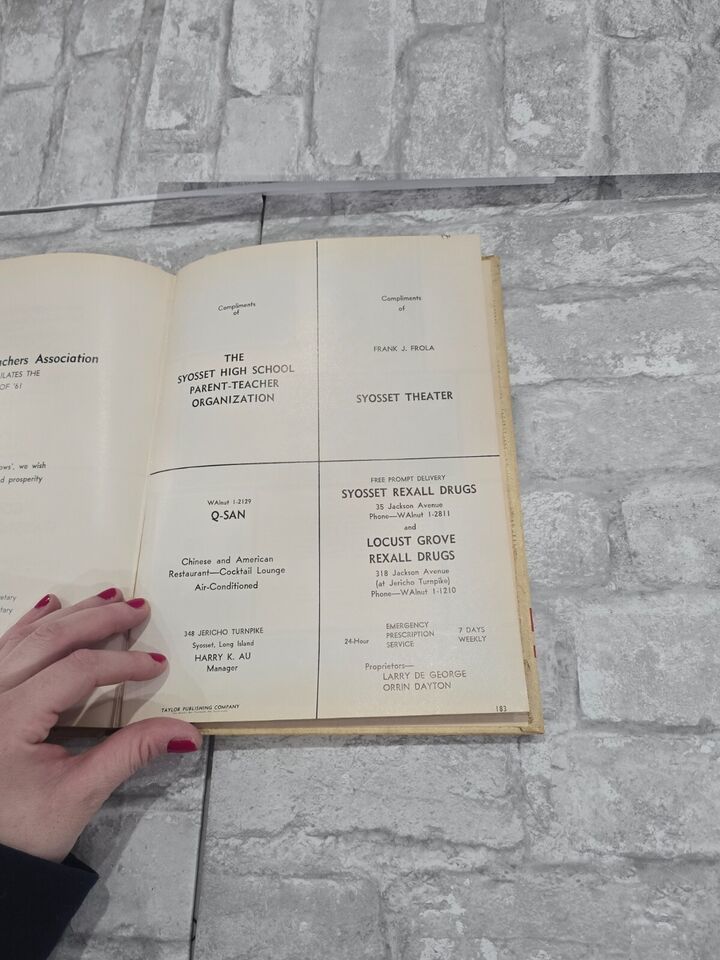 achers Association
ULATES THE
OF '61
ows', we wish
d prosperity
etary
tary
Compliments
of
THE
SYOSSET HIGH SCHOOL
PARENT-TEACHER
ORGANIZATION
Compliments
of
FRANK J. FROLA
SYOSSET THEATER
WAlnut 1-2129
Q-SAN
Chinese and American
Restaurant—Cocktail Lounge
Air-Conditioned
348 JERICHO TURNPIKE
Syosset, Long Island
HARRY K. AU
Manager
FREE PROMPT DELIVERY
SYOSSET REXALL DRUGS
35 Jackson Avenue
Phone—WAlnut 1-2811
and
LOCUST GROVE
REXALL DRUGS
318 Jackson Avenue
(at Jericho Turnpike)
Phone—WAlnut 1-1210
24-Hour
EMERGENCY
PRESCRIPTION
SERVICE
7 DAYS
WEEKLY
Proprietors—
LARRY DE GEORGE
ORRIN DAYTON
TAYLOR PUBLISHING COMPANY
183